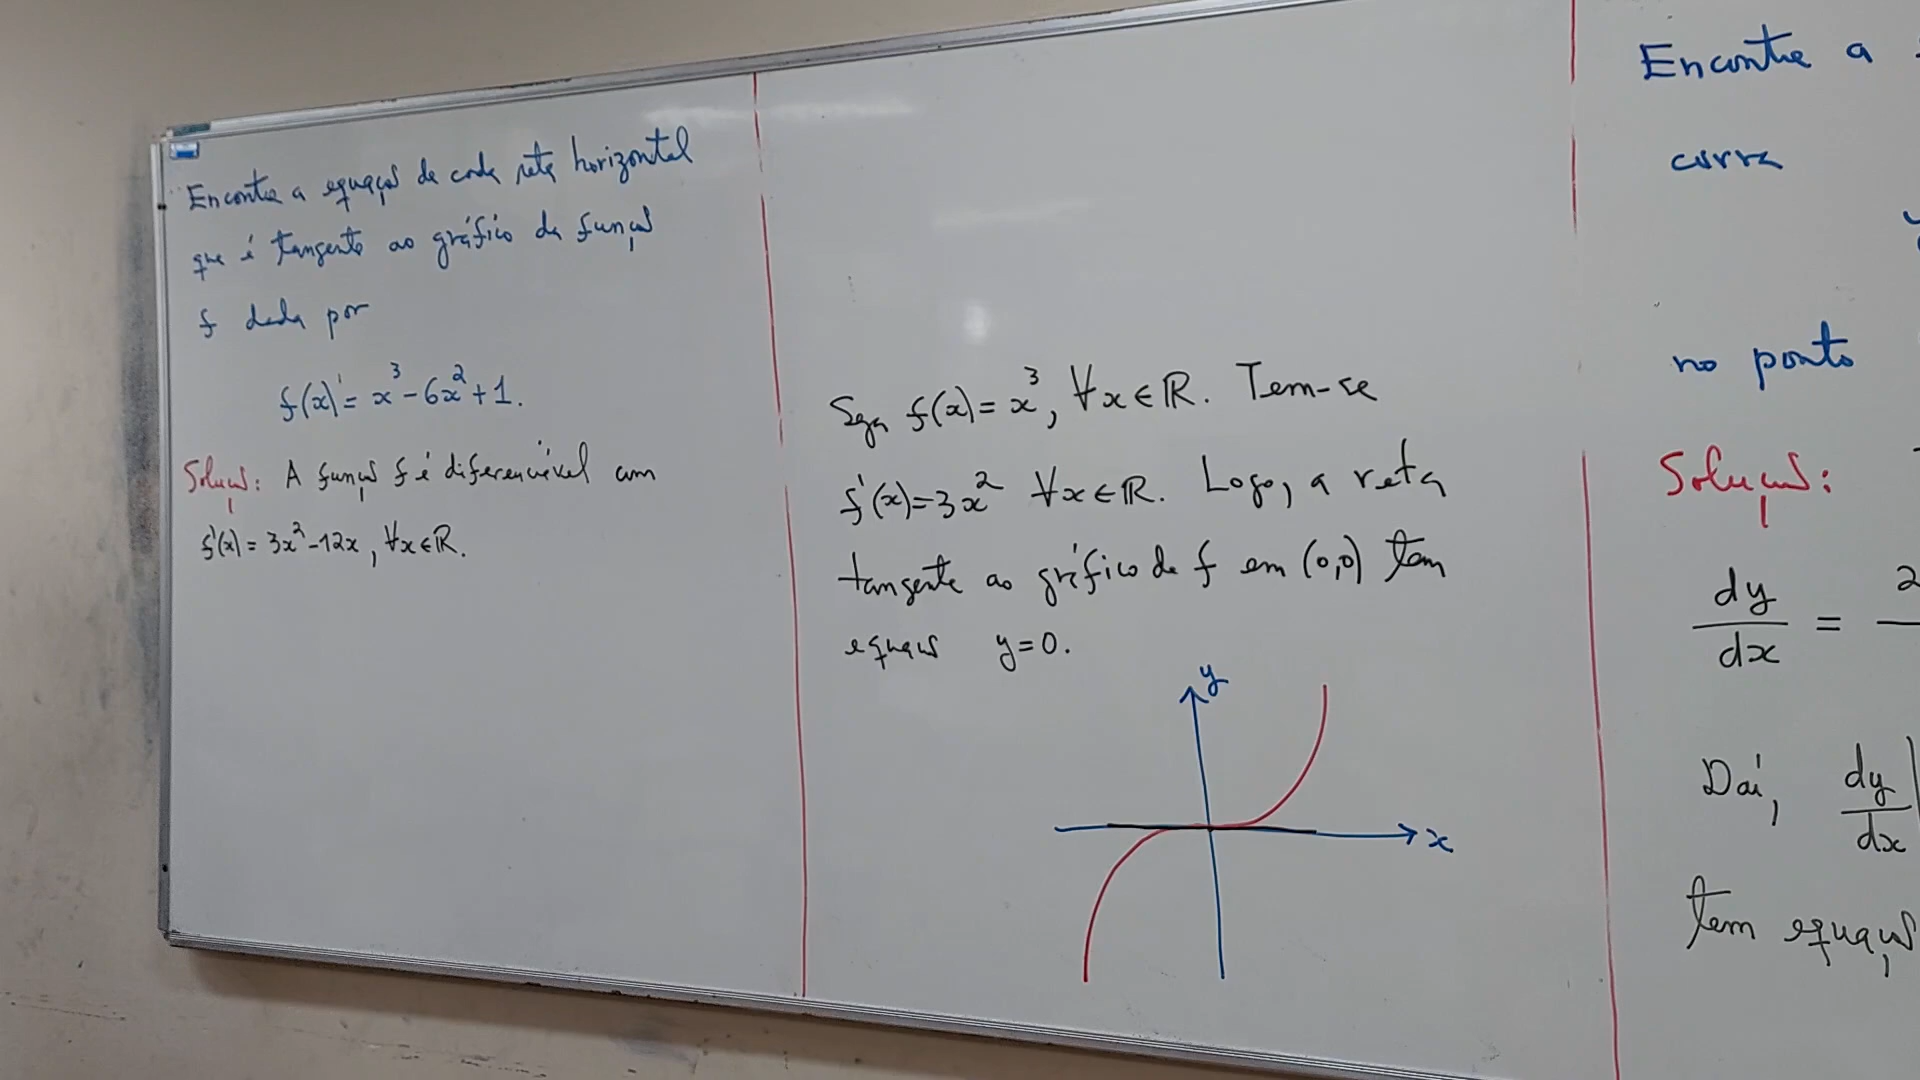 Encontre a equação de cada reta horizontal
que é tangente ao gráfico da função
f dada por
f(x) = x³ - 6x² + 1.
Solução: A função f é diferenciável com
f'(x) = 3x² - 12x, ∀x∈ℝ.
Seja f(x) = x³, ∀x∈ℝ. Tem-se
f'(x) = 3x² ∀x∈ℝ. Logo, a reta
tangente ao gráfico de f em (0,0) tem
equação y = 0.
y
x
Encontre a
curva
no ponto
Solução:
dy/dx = 2
Daí, dy/dx |
tem equação